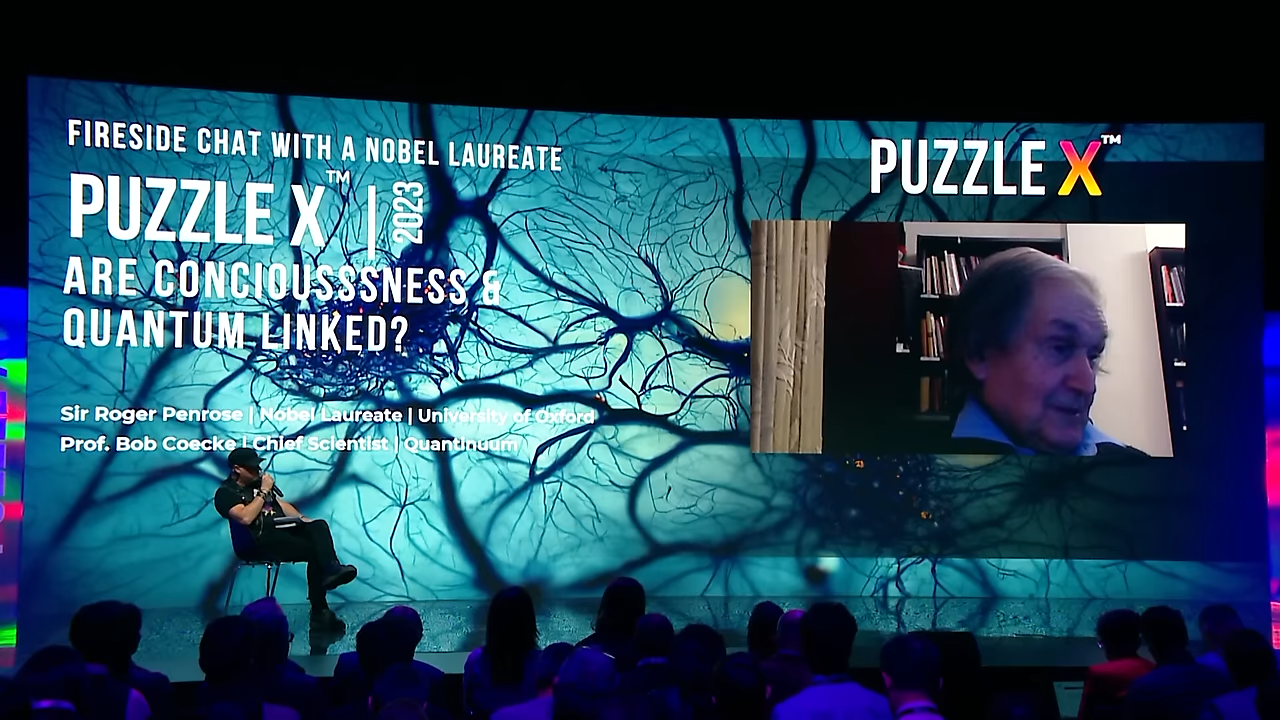 FIRESIDE CHAT WITH A NOBEL LAUREATE
PUZZLE X™ | 2023
ARE CONCIOUSSSNESS &
QUANTUM LINKED?
Sir Roger Penrose | Nobel Laureate | University of Oxford
Prof. Bob Coecke | Chief Scientist | Quantinuum
PUZZLE X™